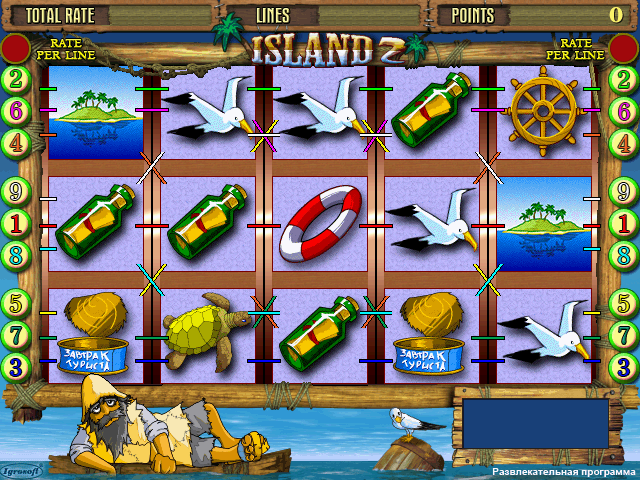 TOTAL RATE LINES POINTS 0
ISLAND 2
RATE PER LINE
RATE PER LINE
2 2
6 6
4 4
9 9
1 1
8 8
5 5
7 7
3 3
ЗАВТРАК
ТУРИСТА
ЗАВТРАК
ТУРИСТА
Igrosoft
Развлекательная программа